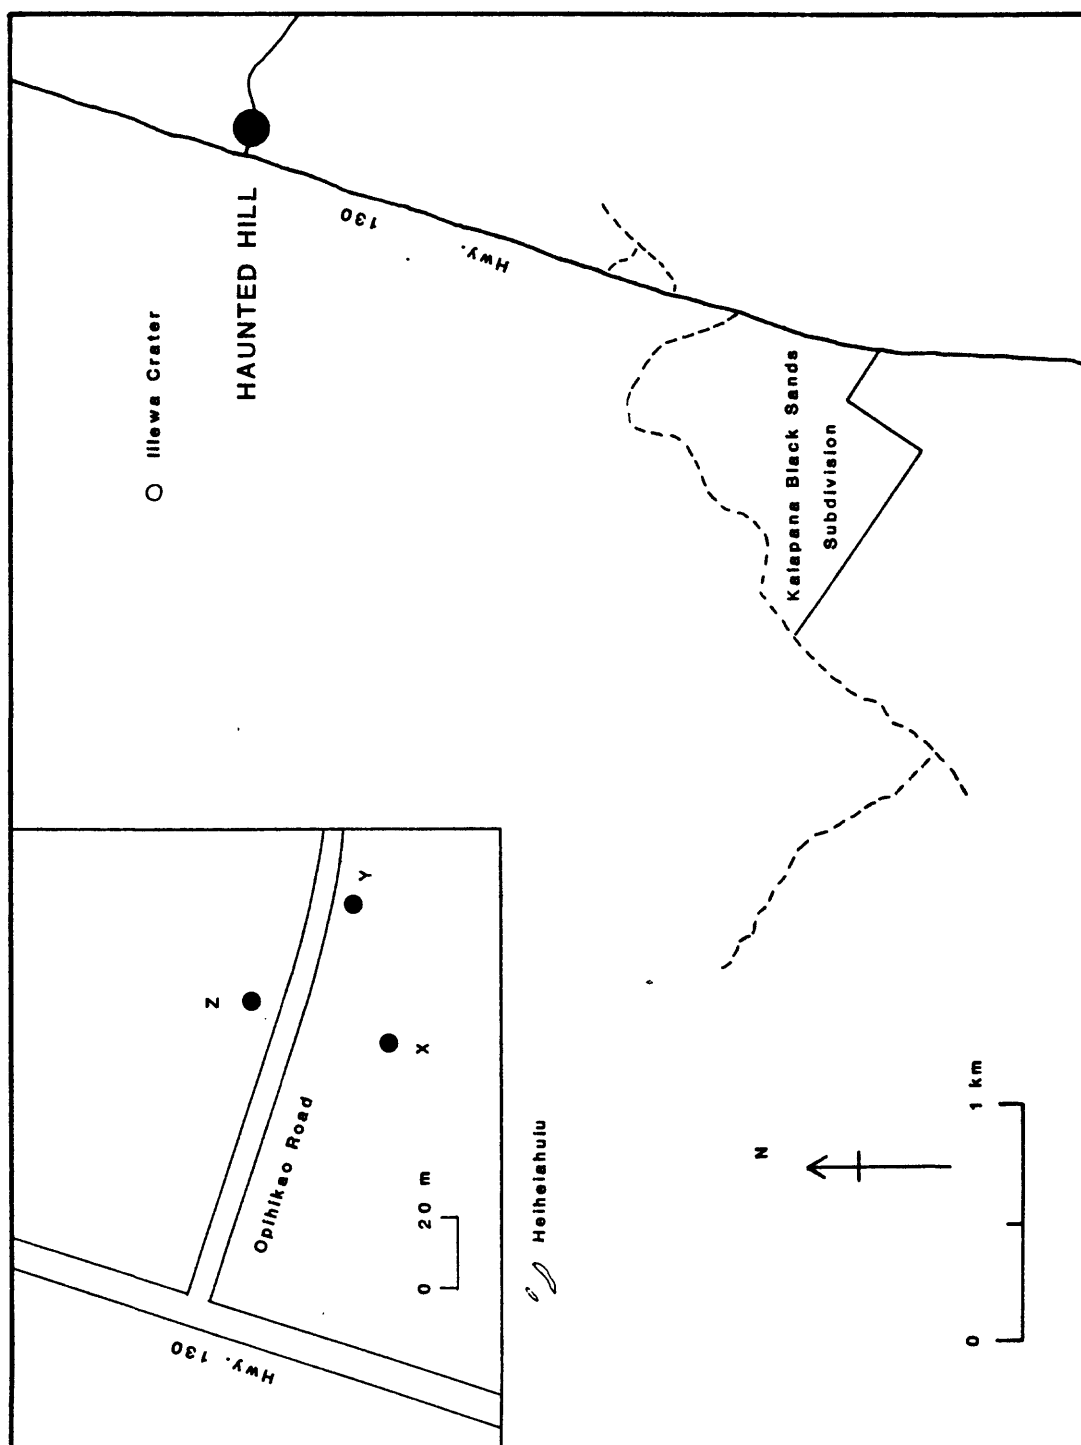 HAUNTED HILL
Iilewa Crater
Hwy. 130
Kalapana Black Sands
Subdivision
Z
Y
X
Opihikao Road
Hwy. 130
0 20 m
Heiheiahulu
N
0 1 km